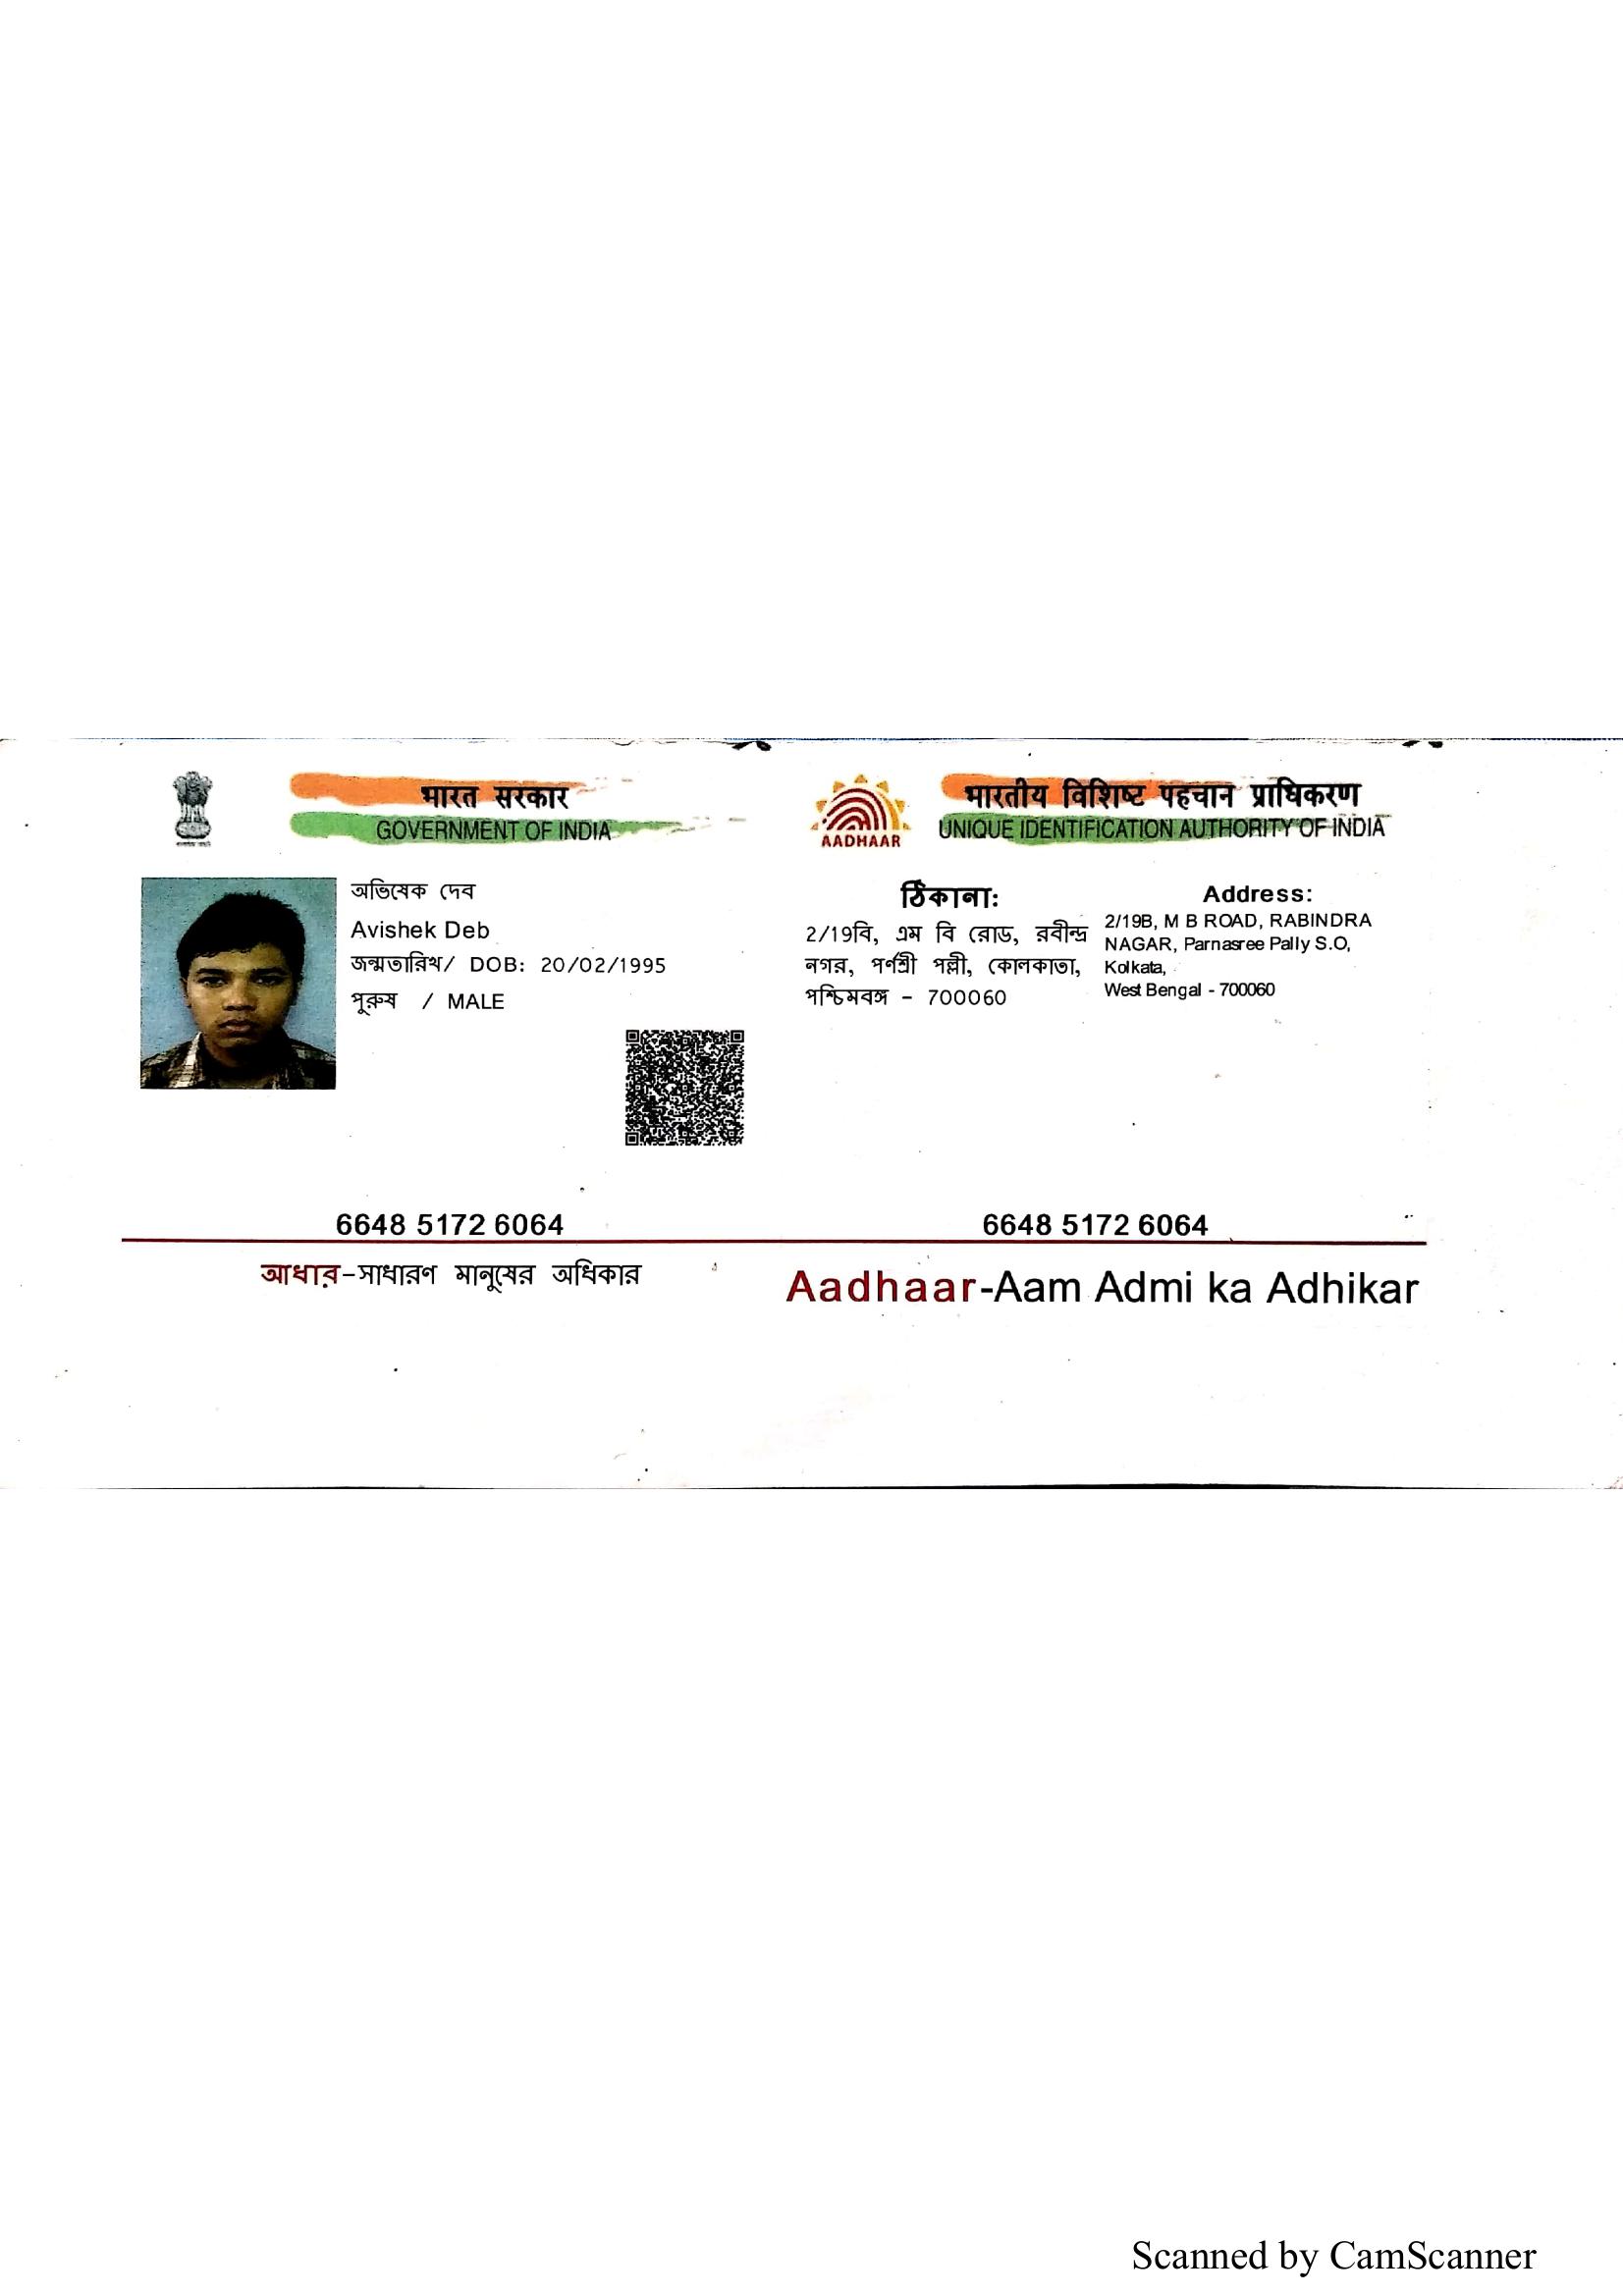 भारत सरकार
GOVERNMENT OF INDIA
অভিষেক দেব
Avishek Deb
জন্মতারিখ/ DOB: 20/02/1995
পুরুষ / MALE
6648 5172 6064
আধার-সাধারণ মানুষের অধিকার
भारतीय विशिष्ट पहचान प्राधिकरण
UNIQUE IDENTIFICATION AUTHORITY OF INDIA
AADHAAR
ঠিকানা:
2/19বি, এম বি রোড, রবীন্দ্র
নগর, পর্ণশ্রী পল্লী, কোলকাতা,
পশ্চিমবঙ্গ - 700060
Address:
2/19B, M B ROAD, RABINDRA
NAGAR, Parnasree Pally S.O,
Kolkata,
West Bengal - 700060
6648 5172 6064
Aadhaar-Aam Admi ka Adhikar
Scanned by CamScanner